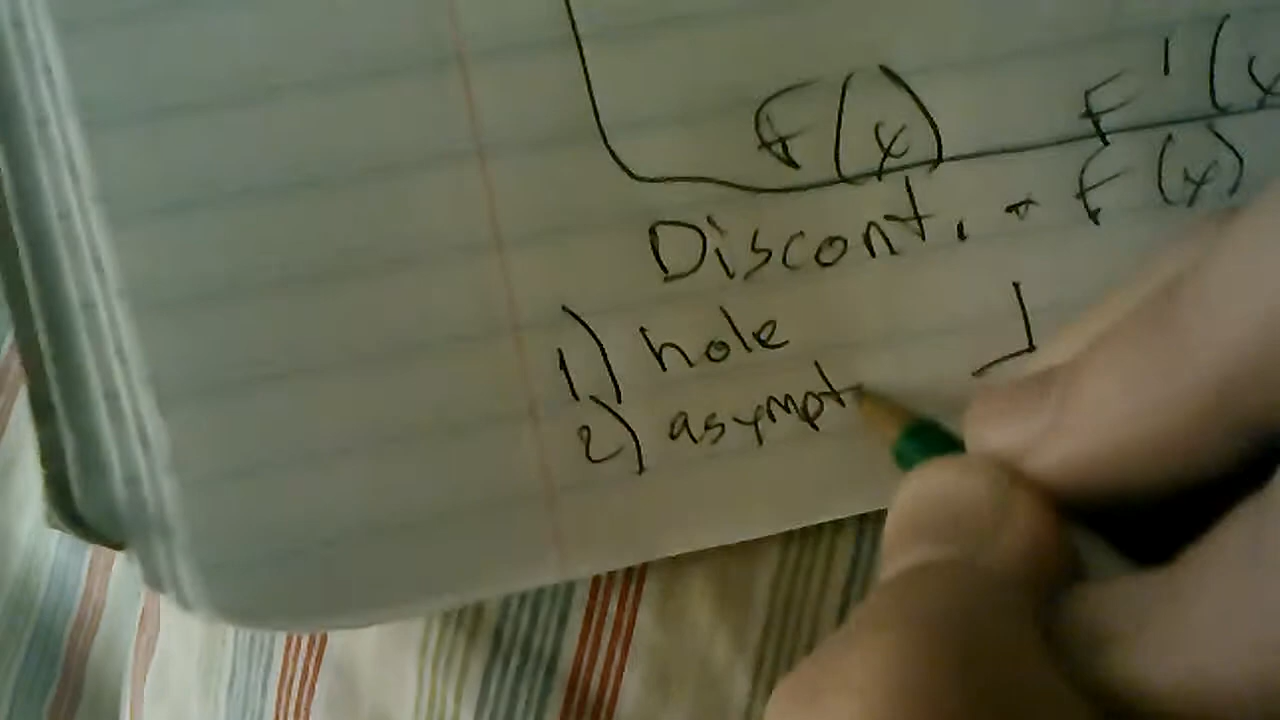 F(x) F'(x
Discont. - F(x)
1) hole
2) asympt